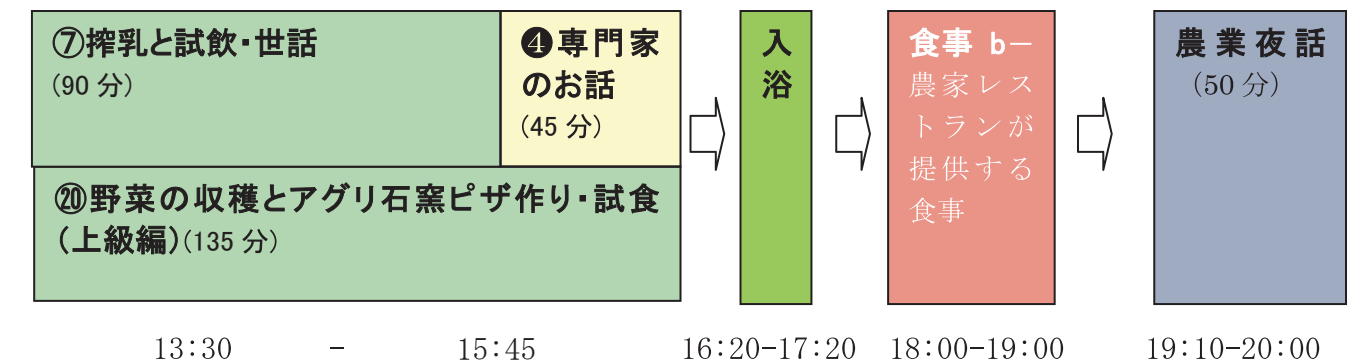 ⑦搾乳と試飲・世話
(90 分)
❹専門家
のお話
(45 分)
⑳野菜の収穫とアグリ石窯ピザ作り・試食
(上級編)(135 分)
入
浴
食事 b−
農家レス
トランが
提供する
食事
農業夜話
(50 分)
13:30 − 15:45 16:20−17:20 18:00−19:00 19:10−20:00